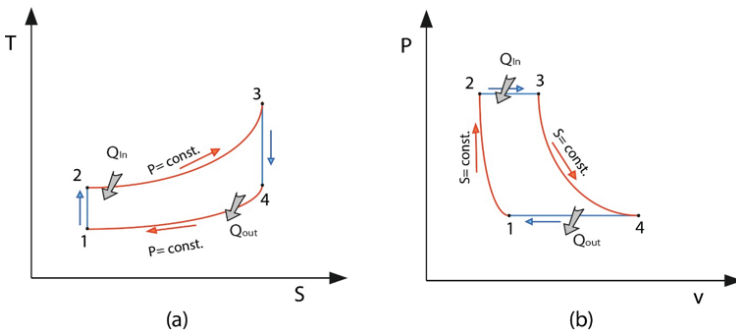 T
3
QIn
P= const.
2
4
1
Qout
P= const.
S
(a)
P
QIn
2
3
S= const.
S= const.
1
4
Qout
v
(b)